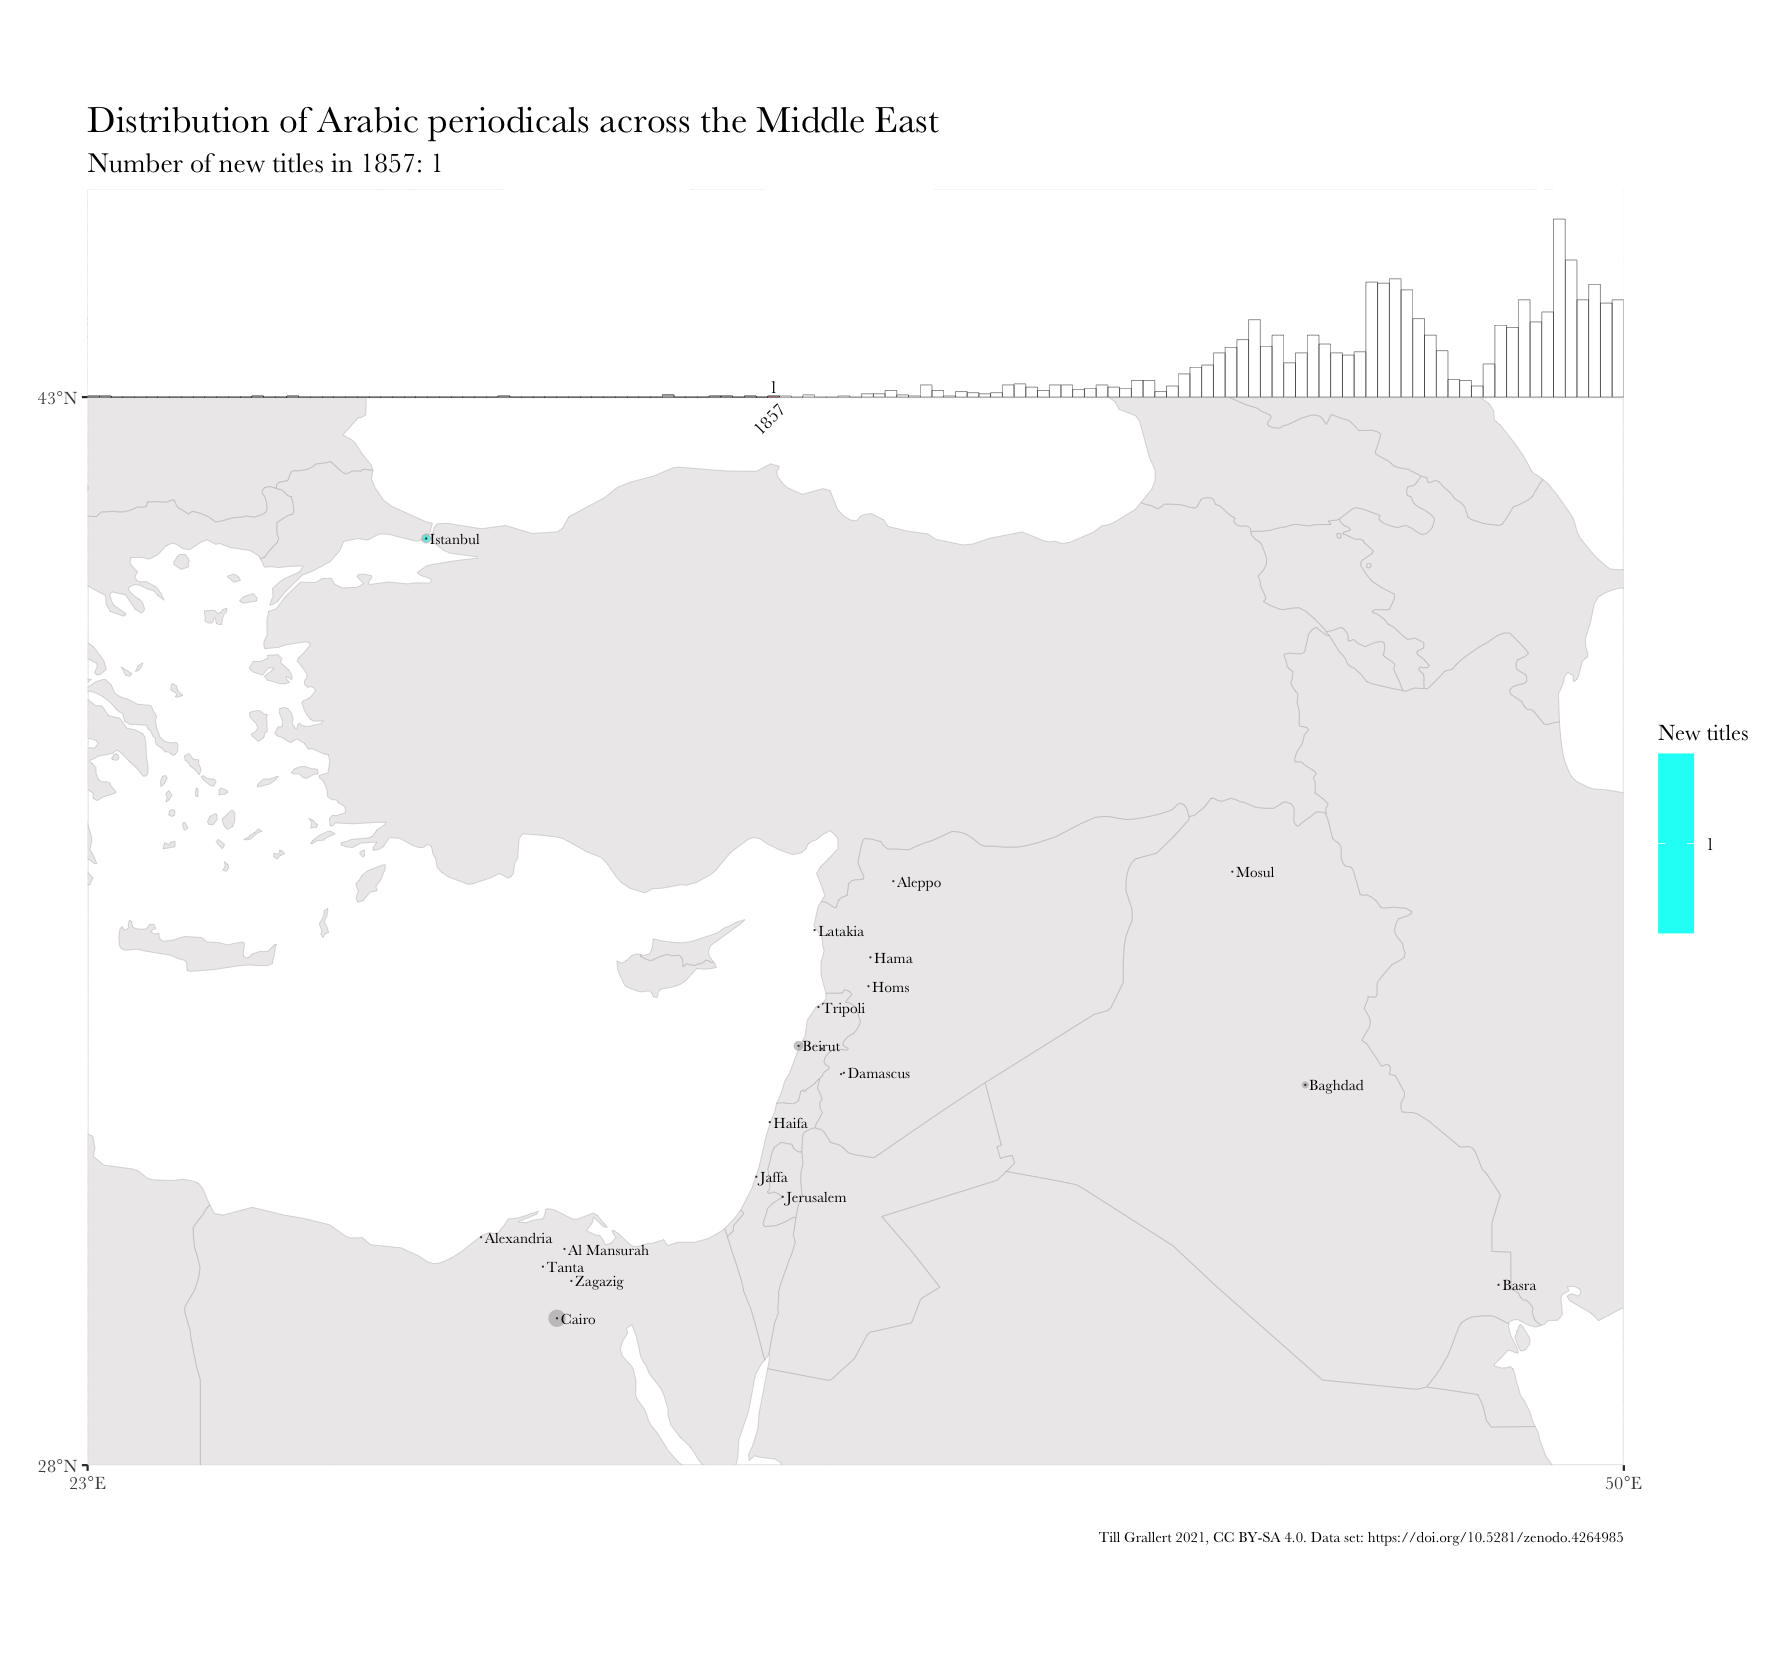 Distribution of Arabic periodicals across the Middle East
Number of new titles in 1857: 1
1
43°N
1857
Istanbul
New titles
1
Aleppo
Mosul
Latakia
Hama
Homs
Tripoli
Beirut
Damascus
Baghdad
Haifa
Jaffa
Jerusalem
Alexandria
Al Mansurah
Tanta
Zagazig
Basra
Cairo
28°N
23°E
50°E
Till Grallert 2021, CC BY-SA 4.0. Data set: https://doi.org/10.5281/zenodo.4264985